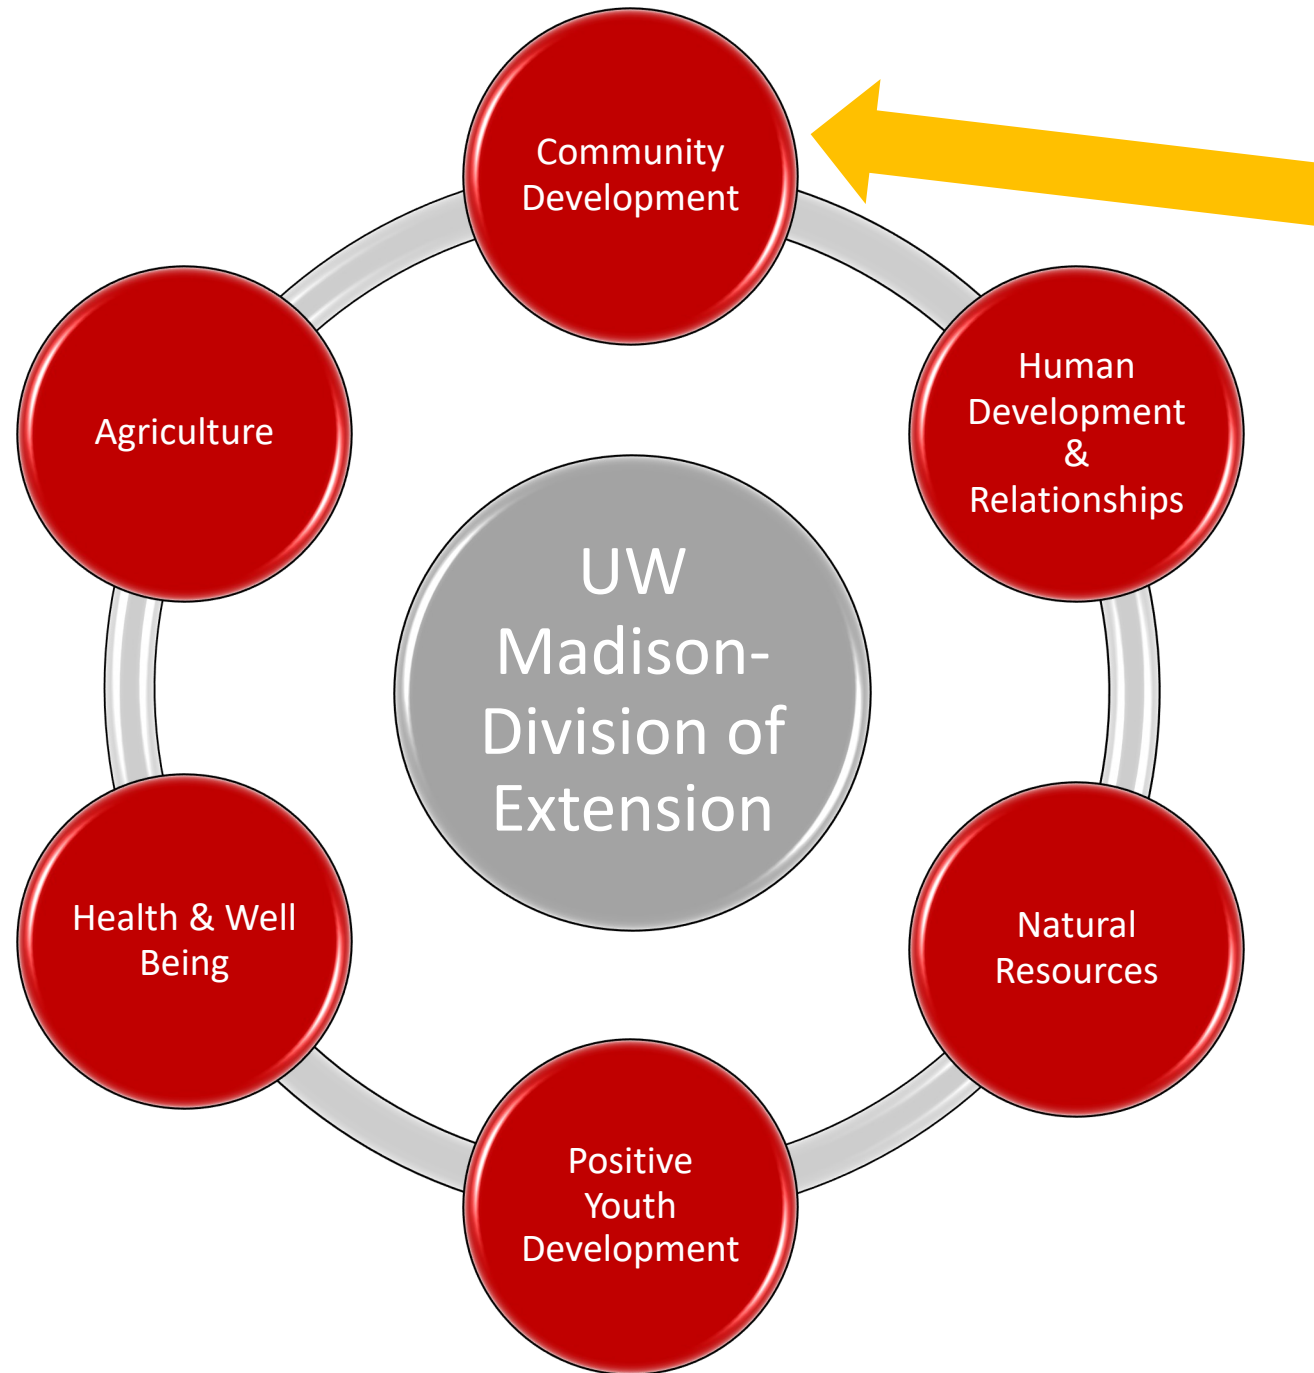 Community
Development
Human
Development
&
Relationships
Natural
Resources
Positive
Youth
Development
Health & Well
Being
Agriculture
UW
Madison-
Division of
Extension